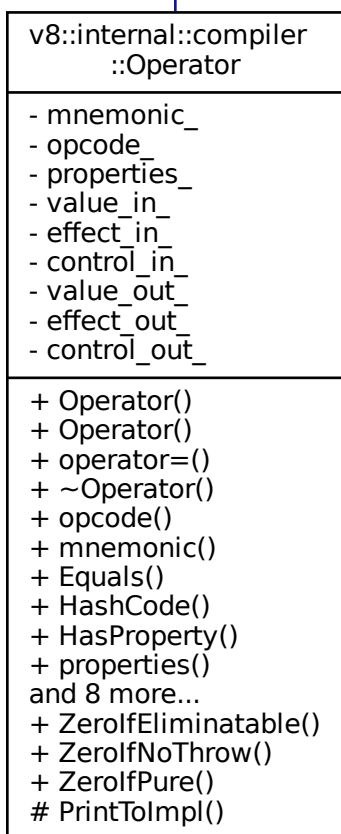 v8::internal::compiler
::Operator
- mnemonic_
- opcode_
- properties_
- value_in_
- effect_in_
- control_in_
- value_out_
- effect_out_
- control_out_
+ Operator()
+ Operator()
+ operator=()
+ ~Operator()
+ opcode()
+ mnemonic()
+ Equals()
+ HashCode()
+ HasProperty()
+ properties()
and 8 more...
+ ZeroIfEliminatable()
+ ZeroIfNoThrow()
+ ZeroIfPure()
# PrintToImpl()